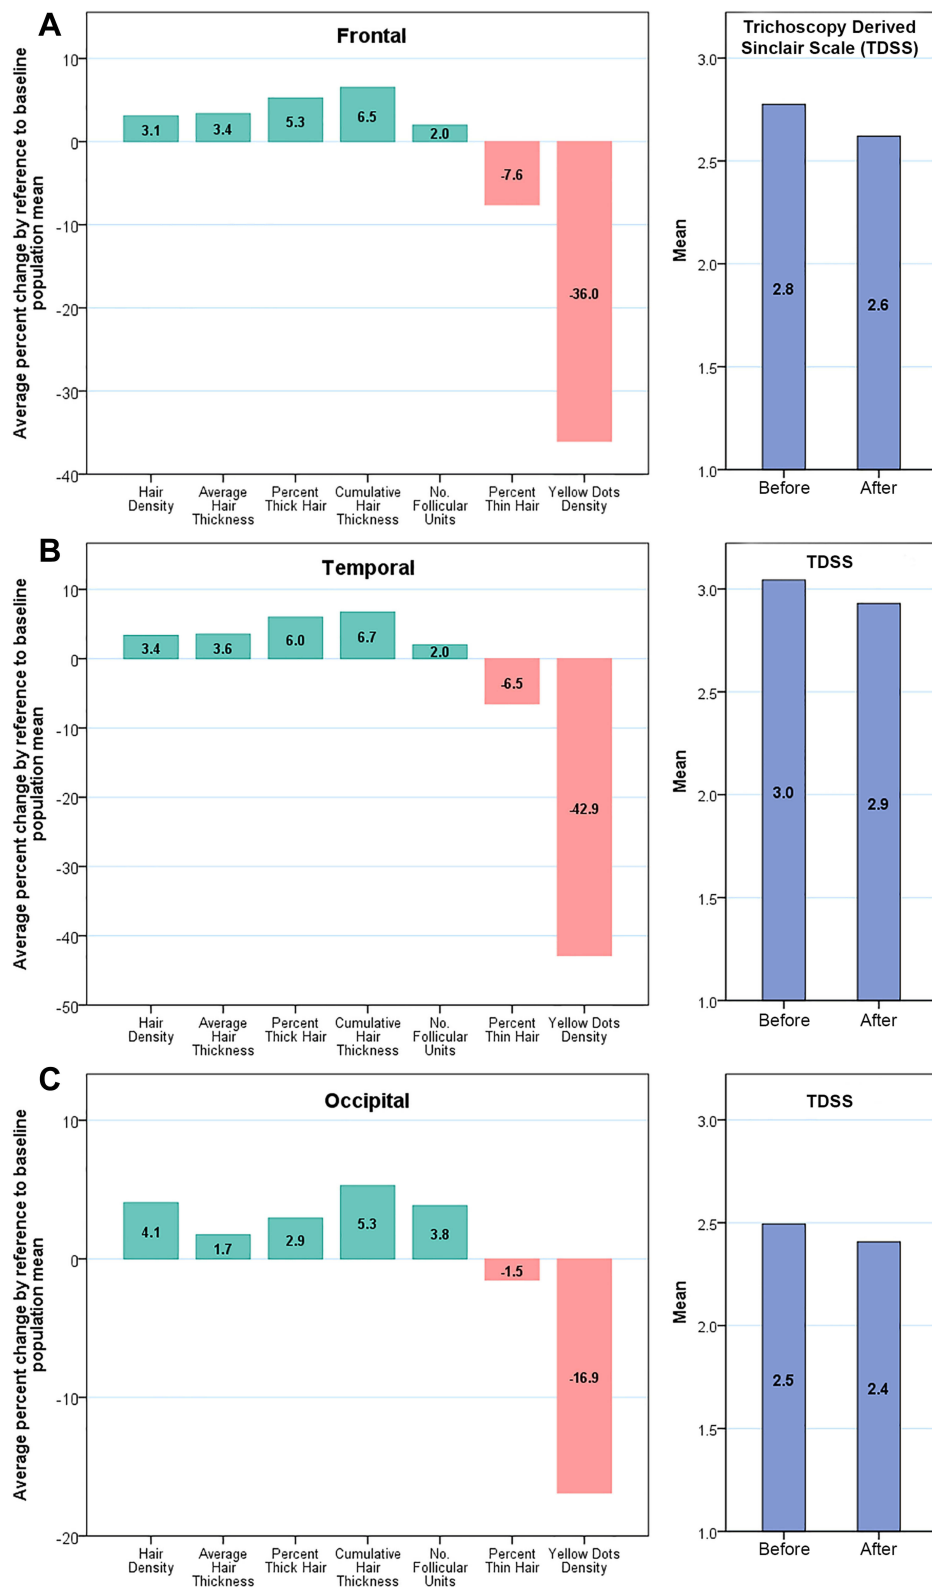 A
Frontal
Average percent change by reference to baseline
population mean
10
0
-10
-20
-30
-40
3.1
3.4
5.3
6.5
2.0
-7.6
-36.0
Hair
Density
Average
Hair
Thickness
Percent
Thick Hair
Cumulative
Hair
Thickness
No.
Follicular
Units
Percent
Thin Hair
Yellow Dots
Density
Trichoscopy Derived
Sinclair Scale (TDSS)
Mean
3.0
2.5
2.0
1.5
1.0
2.8
2.6
Before
After
B
Temporal
Average percent change by reference to baseline
population mean
10
0
-10
-20
-30
-40
-50
3.4
3.6
6.0
6.7
2.0
-6.5
-42.9
Hair
Density
Average
Hair
Thickness
Percent
Thick Hair
Cumulative
Hair
Thickness
No.
Follicular
Units
Percent
Thin Hair
Yellow Dots
Density
TDSS
Mean
3.0
2.5
2.0
1.5
1.0
3.0
2.9
Before
After
C
Occipital
Average percent change by reference to baseline
population mean
10
0
-10
-20
4.1
1.7
2.9
5.3
3.8
-1.5
-16.9
Hair
Density
Average
Hair
Thickness
Percent
Thick Hair
Cumulative
Hair
Thickness
No.
Follicular
Units
Percent
Thin Hair
Yellow Dots
Density
TDSS
Mean
3.0
2.5
2.0
1.5
1.0
2.5
2.4
Before
After